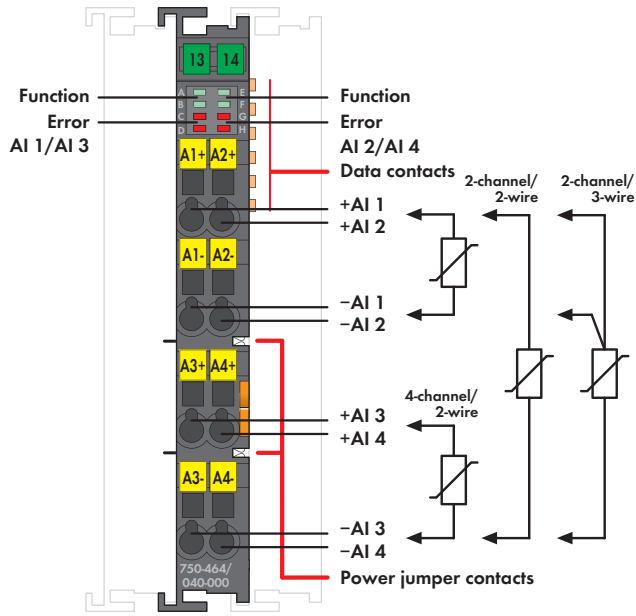 13 14
A E
B F
C G
D H
Function
Error
AI 1/AI 3
Function
Error
AI 2/AI 4
Data contacts
A1+ A2+
+AI 1
+AI 2
A1- A2-
−AI 1
−AI 2
A3+ A4+
+AI 3
+AI 4
A3- A4-
−AI 3
−AI 4
750-464/
040-000
Power jumper contacts
2-channel/
2-wire
2-channel/
3-wire
4-channel/
2-wire